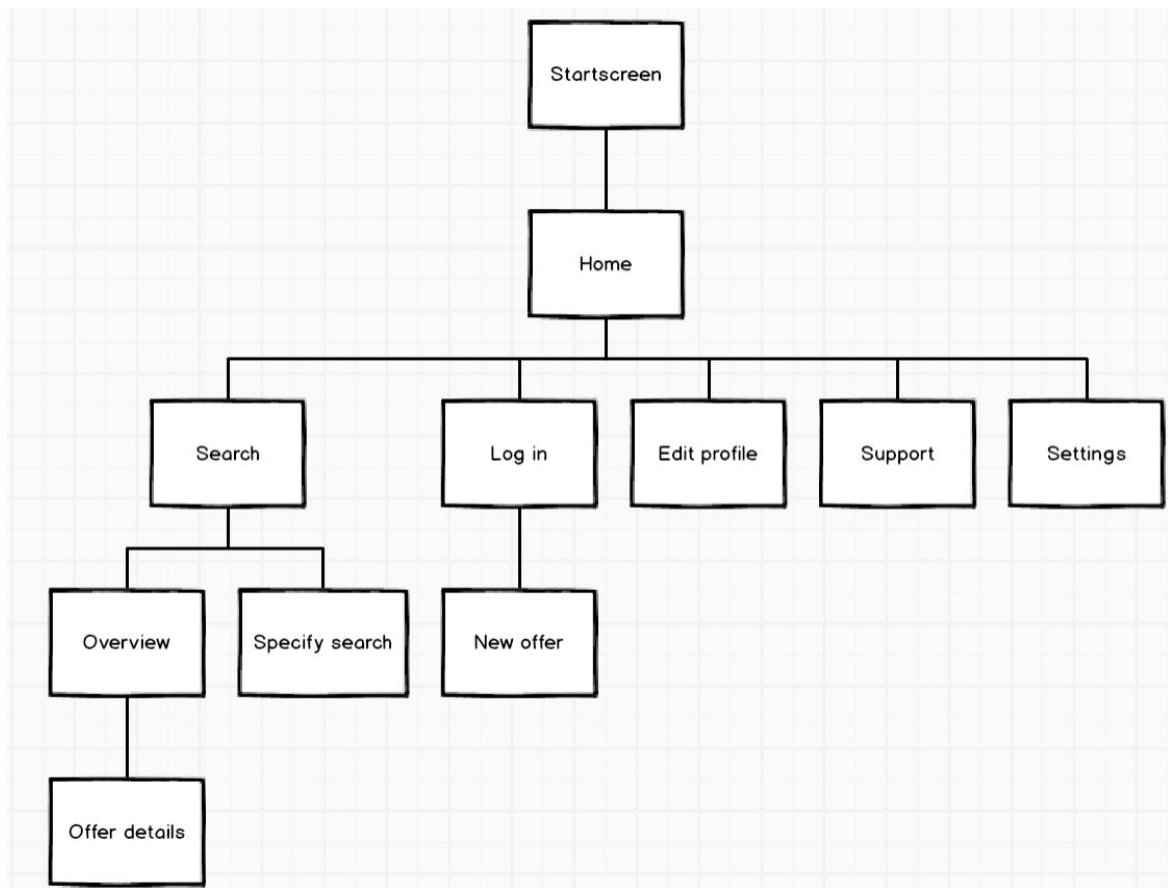 Startscreen
Home
Search
Log in
Edit profile
Support
Settings
Overview
Specify search
New offer
Offer details